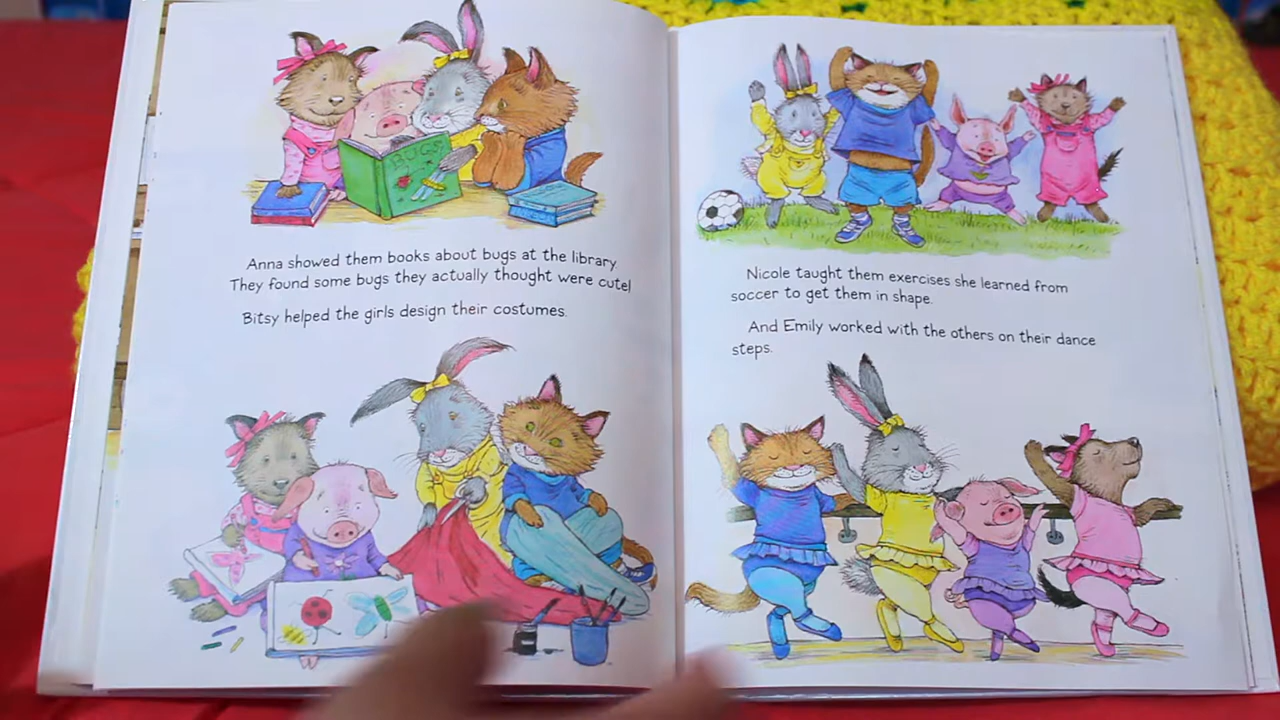 BUGS
Anna showed them books about bugs at the library.
They found some bugs they actually thought were cute!
Bitsy helped the girls design their costumes.
Nicole taught them exercises she learned from
soccer to get them in shape.
And Emily worked with the others on their dance
steps.